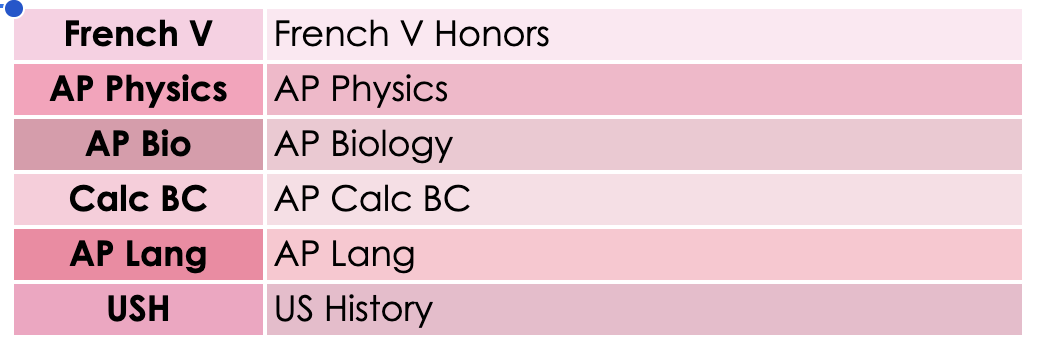 French V French V Honors
AP Physics AP Physics
AP Bio AP Biology
Calc BC AP Calc BC
AP Lang AP Lang
USH US History